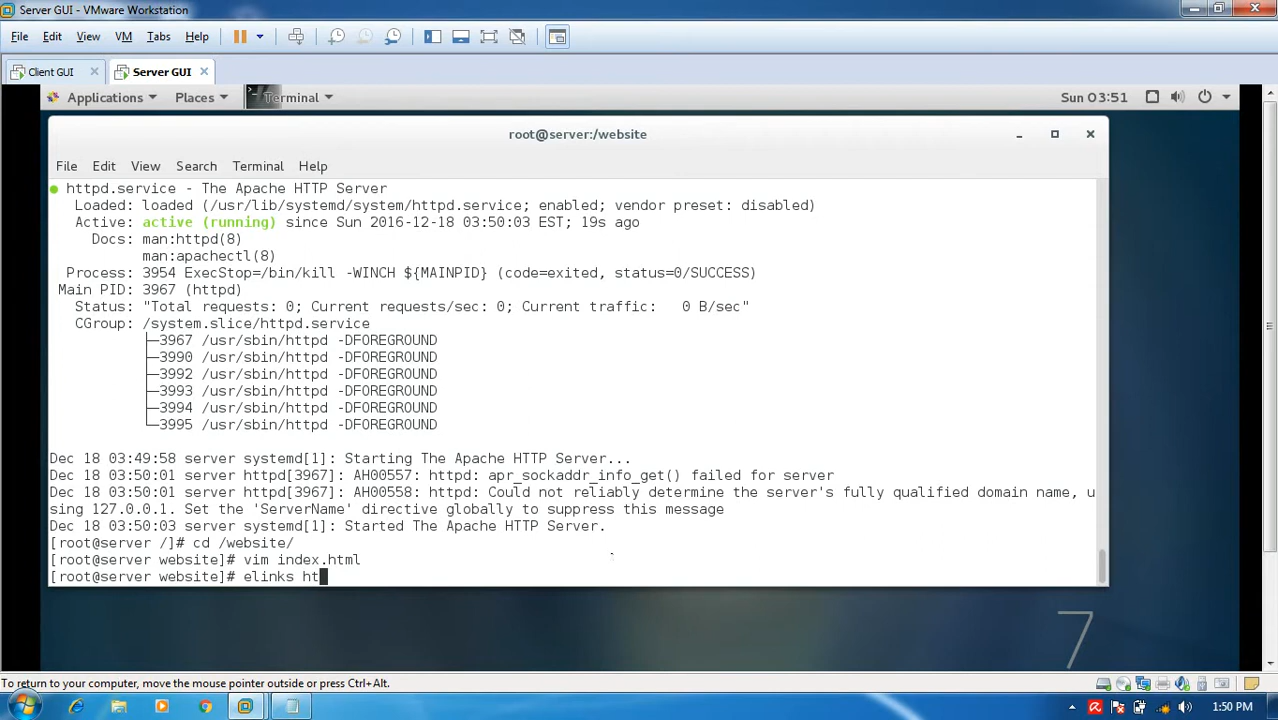 Server GUI - VMware Workstation
File Edit View VM Tabs Help
Client GUI Server GUI
Applications Places Terminal Sun 03:51
root@server:/website
File Edit View Search Terminal Help
● httpd.service - The Apache HTTP Server
Loaded: loaded (/usr/lib/systemd/system/httpd.service; enabled; vendor preset: disabled)
Active: active (running) since Sun 2016-12-18 03:50:03 EST; 19s ago
Docs: man:httpd(8)
man:apachectl(8)
Process: 3954 ExecStop=/bin/kill -WINCH ${MAINPID} (code=exited, status=0/SUCCESS)
Main PID: 3967 (httpd)
Status: "Total requests: 0; Current requests/sec: 0; Current traffic:   0 B/sec"
CGroup: /system.slice/httpd.service
├─3967 /usr/sbin/httpd -DFOREGROUND
├─3990 /usr/sbin/httpd -DFOREGROUND
├─3992 /usr/sbin/httpd -DFOREGROUND
├─3993 /usr/sbin/httpd -DFOREGROUND
├─3994 /usr/sbin/httpd -DFOREGROUND
└─3995 /usr/sbin/httpd -DFOREGROUND
Dec 18 03:49:58 server systemd[1]: Starting The Apache HTTP Server...
Dec 18 03:50:01 server httpd[3967]: AH00557: httpd: apr_sockaddr_info_get() failed for server
Dec 18 03:50:01 server httpd[3967]: AH00558: httpd: Could not reliably determine the server's fully qualified domain name, u
sing 127.0.0.1. Set the 'ServerName' directive globally to suppress this message
Dec 18 03:50:03 server systemd[1]: Started The Apache HTTP Server.
[root@server /]# cd /website/
[root@server website]# vim index.html
[root@server website]# elinks ht
7
To return to your computer, move the mouse pointer outside or press Ctrl+Alt.
1:50 PM